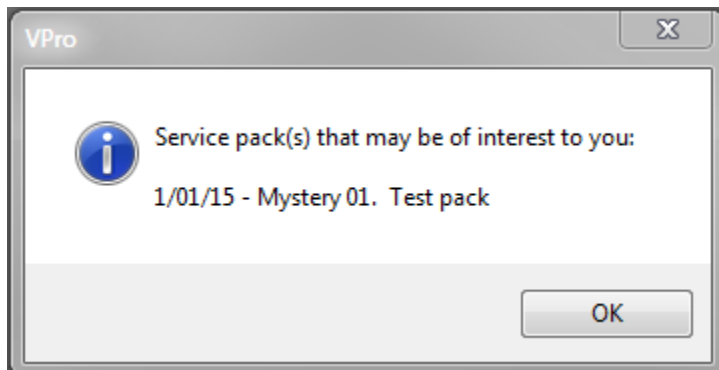 VPro
Service pack(s) that may be of interest to you:
1/01/15 - Mystery 01.  Test pack
OK